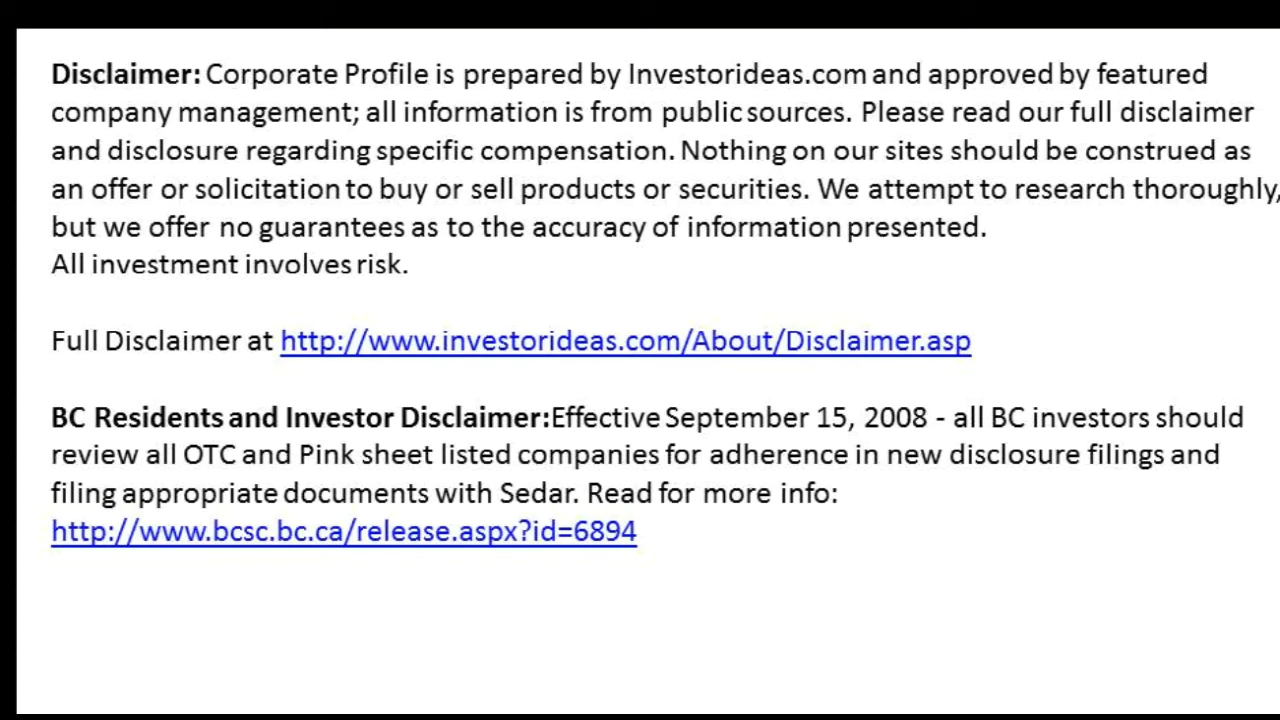 Disclaimer: Corporate Profile is prepared by Investorideas.com and approved by featured
company management; all information is from public sources. Please read our full disclaimer
and disclosure regarding specific compensation. Nothing on our sites should be construed as
an offer or solicitation to buy or sell products or securities. We attempt to research thoroughly,
but we offer no guarantees as to the accuracy of information presented.
All investment involves risk.
Full Disclaimer at http://www.investorideas.com/About/Disclaimer.asp
BC Residents and Investor Disclaimer:Effective September 15, 2008 - all BC investors should
review all OTC and Pink sheet listed companies for adherence in new disclosure filings and
filing appropriate documents with Sedar. Read for more info:
http://www.bcsc.bc.ca/release.aspx?id=6894